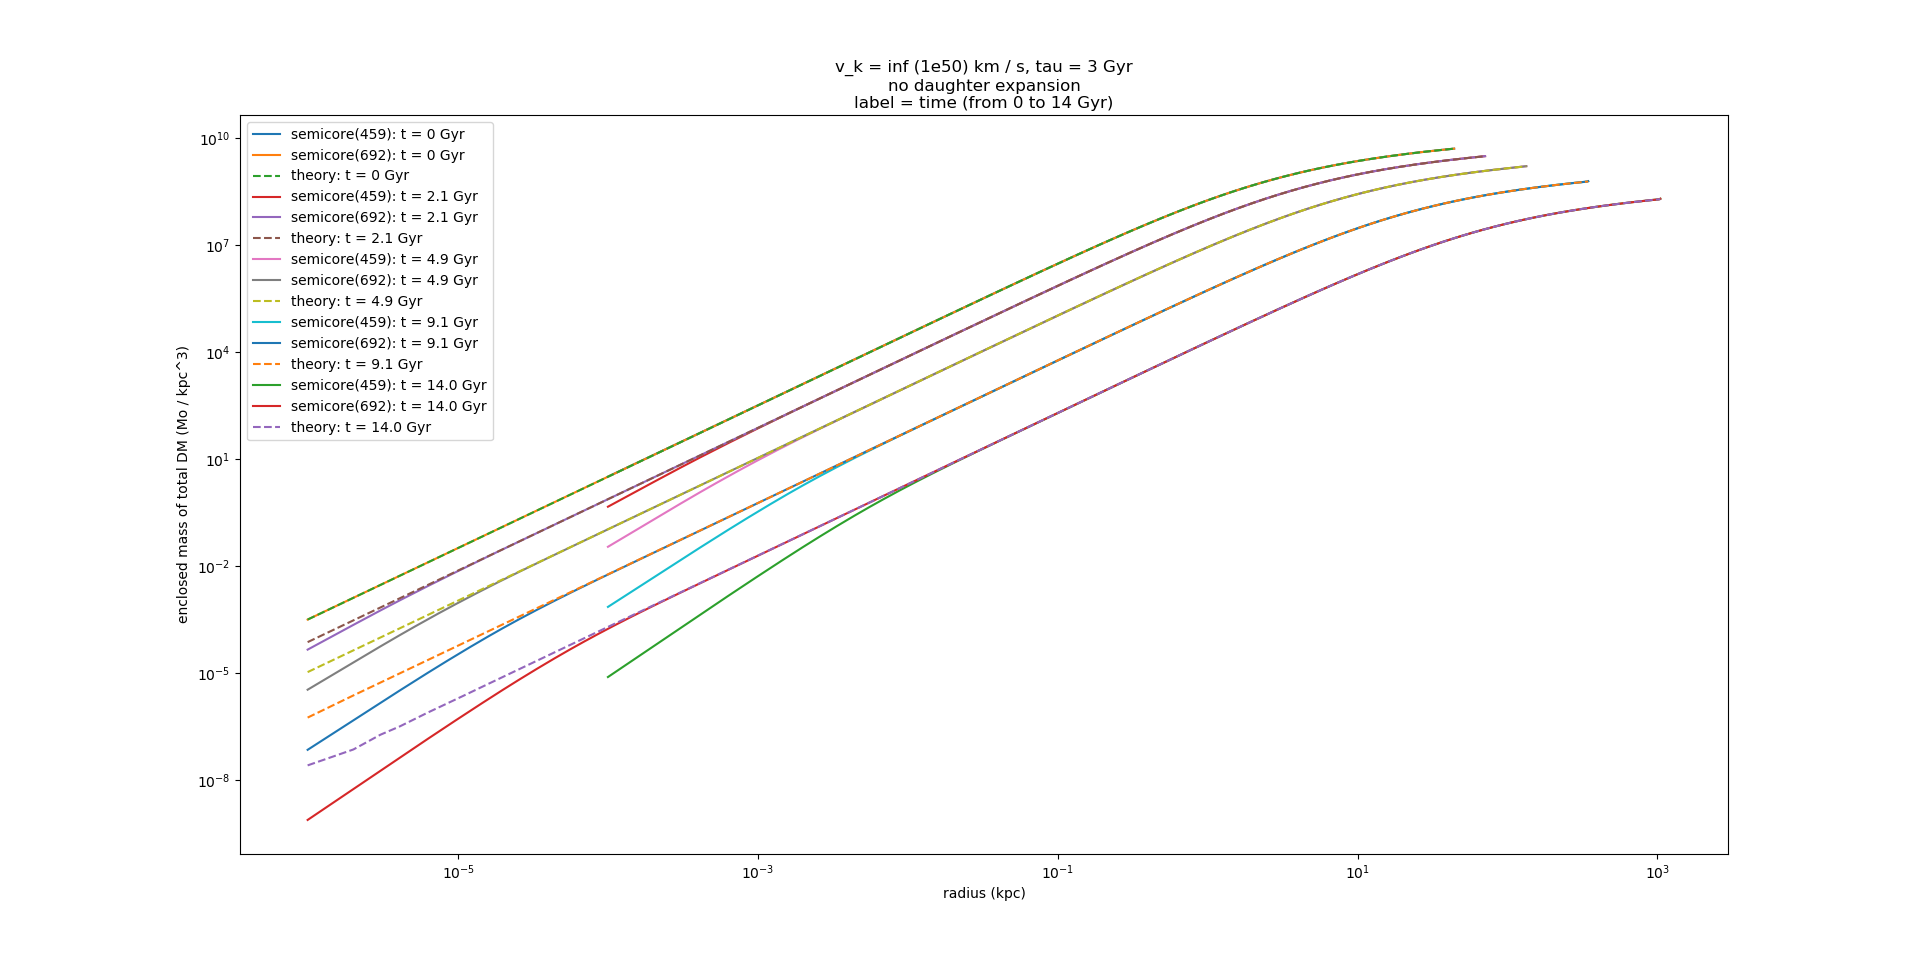 v_k = inf (1e50) km / s, tau = 3 Gyr
no daughter expansion
label = time (from 0 to 14 Gyr)
semicore(459): t = 0 Gyr
semicore(692): t = 0 Gyr
theory: t = 0 Gyr
semicore(459): t = 2.1 Gyr
semicore(692): t = 2.1 Gyr
theory: t = 2.1 Gyr
semicore(459): t = 4.9 Gyr
semicore(692): t = 4.9 Gyr
theory: t = 4.9 Gyr
semicore(459): t = 9.1 Gyr
semicore(692): t = 9.1 Gyr
theory: t = 9.1 Gyr
semicore(459): t = 14.0 Gyr
semicore(692): t = 14.0 Gyr
theory: t = 14.0 Gyr
enclosed mass of total DM (Mo / kpc^3)
10¹⁰
10⁷
10⁴
10¹
10⁻²
10⁻⁵
10⁻⁸
10⁻⁵
10⁻³
10⁻¹
10¹
10³
radius (kpc)